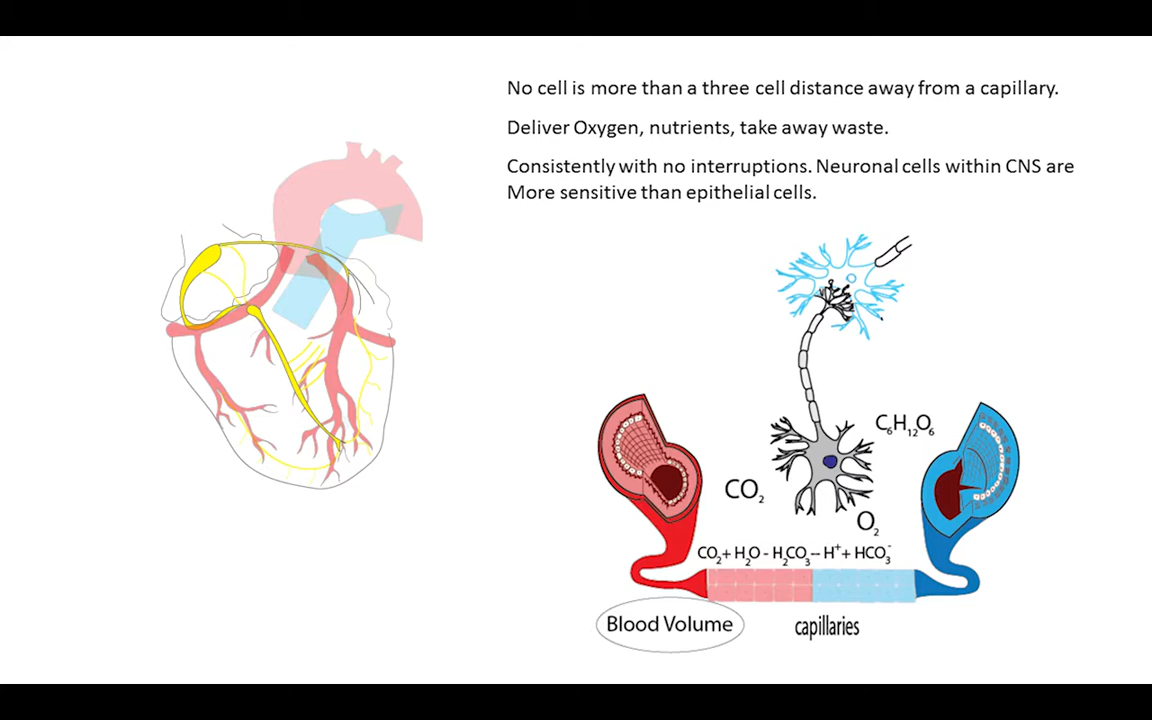 No cell is more than a three cell distance away from a capillary.
Deliver Oxygen, nutrients, take away waste.
Consistently with no interruptions. Neuronal cells within CNS are
More sensitive than epithelial cells.
C₆H₁₂O₆
CO₂
O₂
CO₂+ H₂O - H₂CO₃-- H⁺+ HCO₃⁻
Blood Volume
capillaries